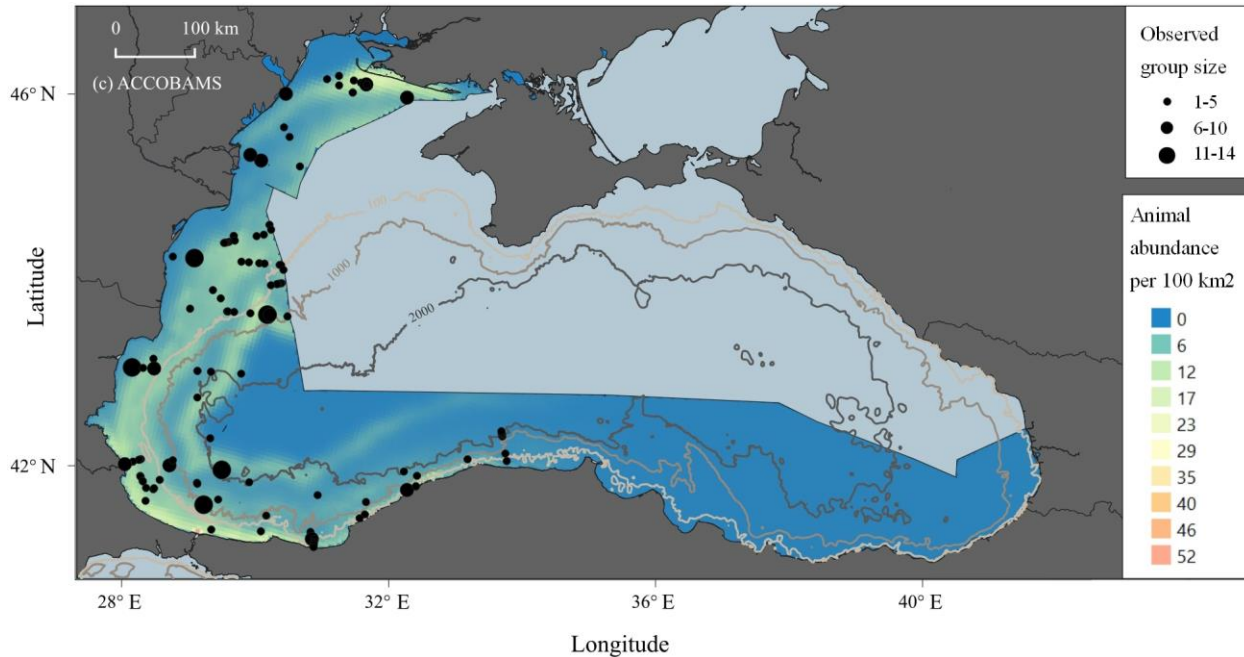 0 100 km
(c) ACCOBAMS
46° N
42° N
Latitude
100
1000
2000
28° E 32° E 36° E 40° E
Longitude
Observed
group size
1-5
6-10
11-14
Animal
abundance
per 100 km2
0
6
12
17
23
29
35
40
46
52